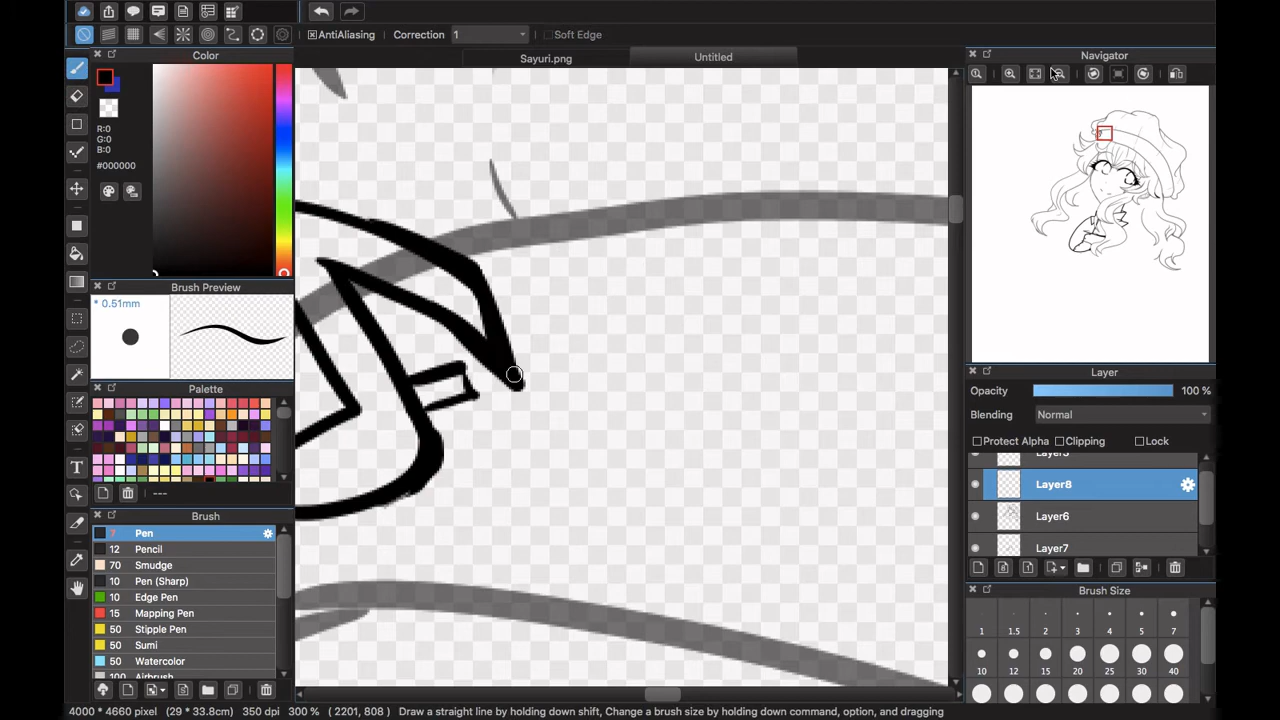 AntiAliasing Correction 1 Soft Edge
Color
Sayuri.png Untitled
Navigator
R:0
G:0
B:0
#000000
Brush Preview
* 0.51mm
Palette
---
Brush
7 Pen
12 Pencil
70 Smudge
10 Pen (Sharp)
10 Edge Pen
15 Mapping Pen
50 Stipple Pen
50 Sumi
50 Watercolor
100 Airbrush
Layer
Opacity 100 %
Blending Normal
Protect Alpha Clipping Lock
Layer8
Layer6
Layer7
Brush Size
1 1.5 2 3 4 5 7
10 12 15 20 25 30 40
4000 * 4660 pixel (29 * 33.8cm) 350 dpi 300 % ( 2201, 808 ) Draw a straight line by holding down shift, Change a brush size by holding down command, option, and dragging